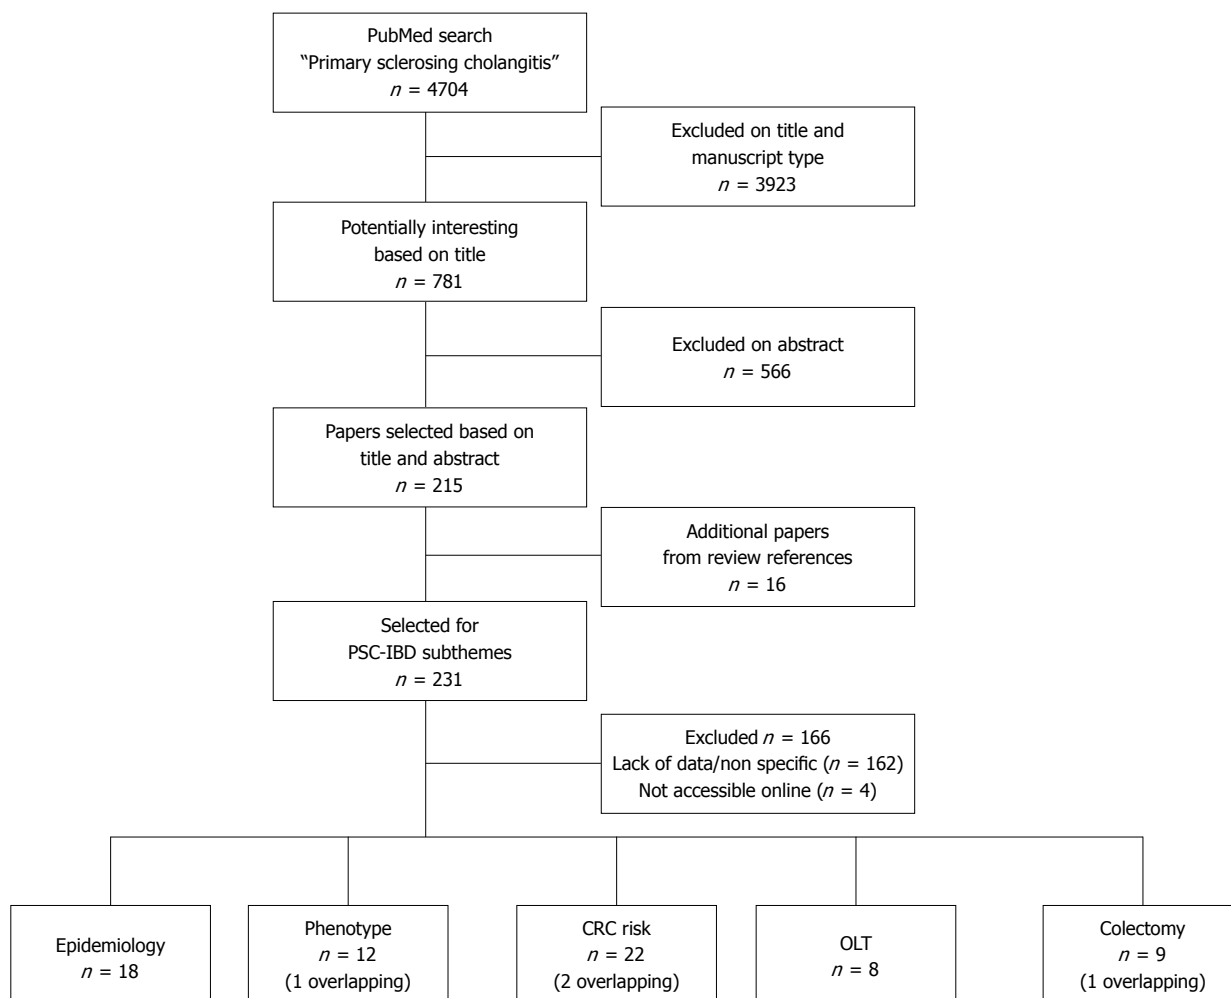 PubMed search
“Primary sclerosing cholangitis”
n = 4704
Excluded on title and
manuscript type
n = 3923
Potentially interesting
based on title
n = 781
Excluded on abstract
n = 566
Papers selected based on
title and abstract
n = 215
Additional papers
from review references
n = 16
Selected for
PSC-IBD subthemes
n = 231
Excluded n = 166
Lack of data/non specific (n = 162)
Not accessible online (n = 4)
Epidemiology
n = 18
Phenotype
n = 12
(1 overlapping)
CRC risk
n = 22
(2 overlapping)
OLT
n = 8
Colectomy
n = 9
(1 overlapping)